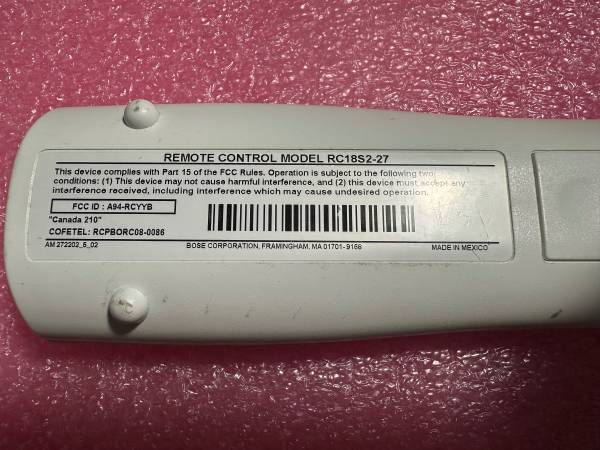 REMOTE CONTROL MODEL RC18S2-27
This device complies with Part 15 of the FCC Rules. Operation is subject to the following two
conditions: (1) This device may not cause harmful interference, and (2) this device must accept any
interference received, including interference which may cause undesired operation.
FCC ID : A94-RCYYB
"Canada 210"
COFETEL: RCPBORC08-0086
AM 272202_5_02
BOSE CORPORATION, FRAMINGHAM, MA 01701- 9168
MADE IN MEXICO